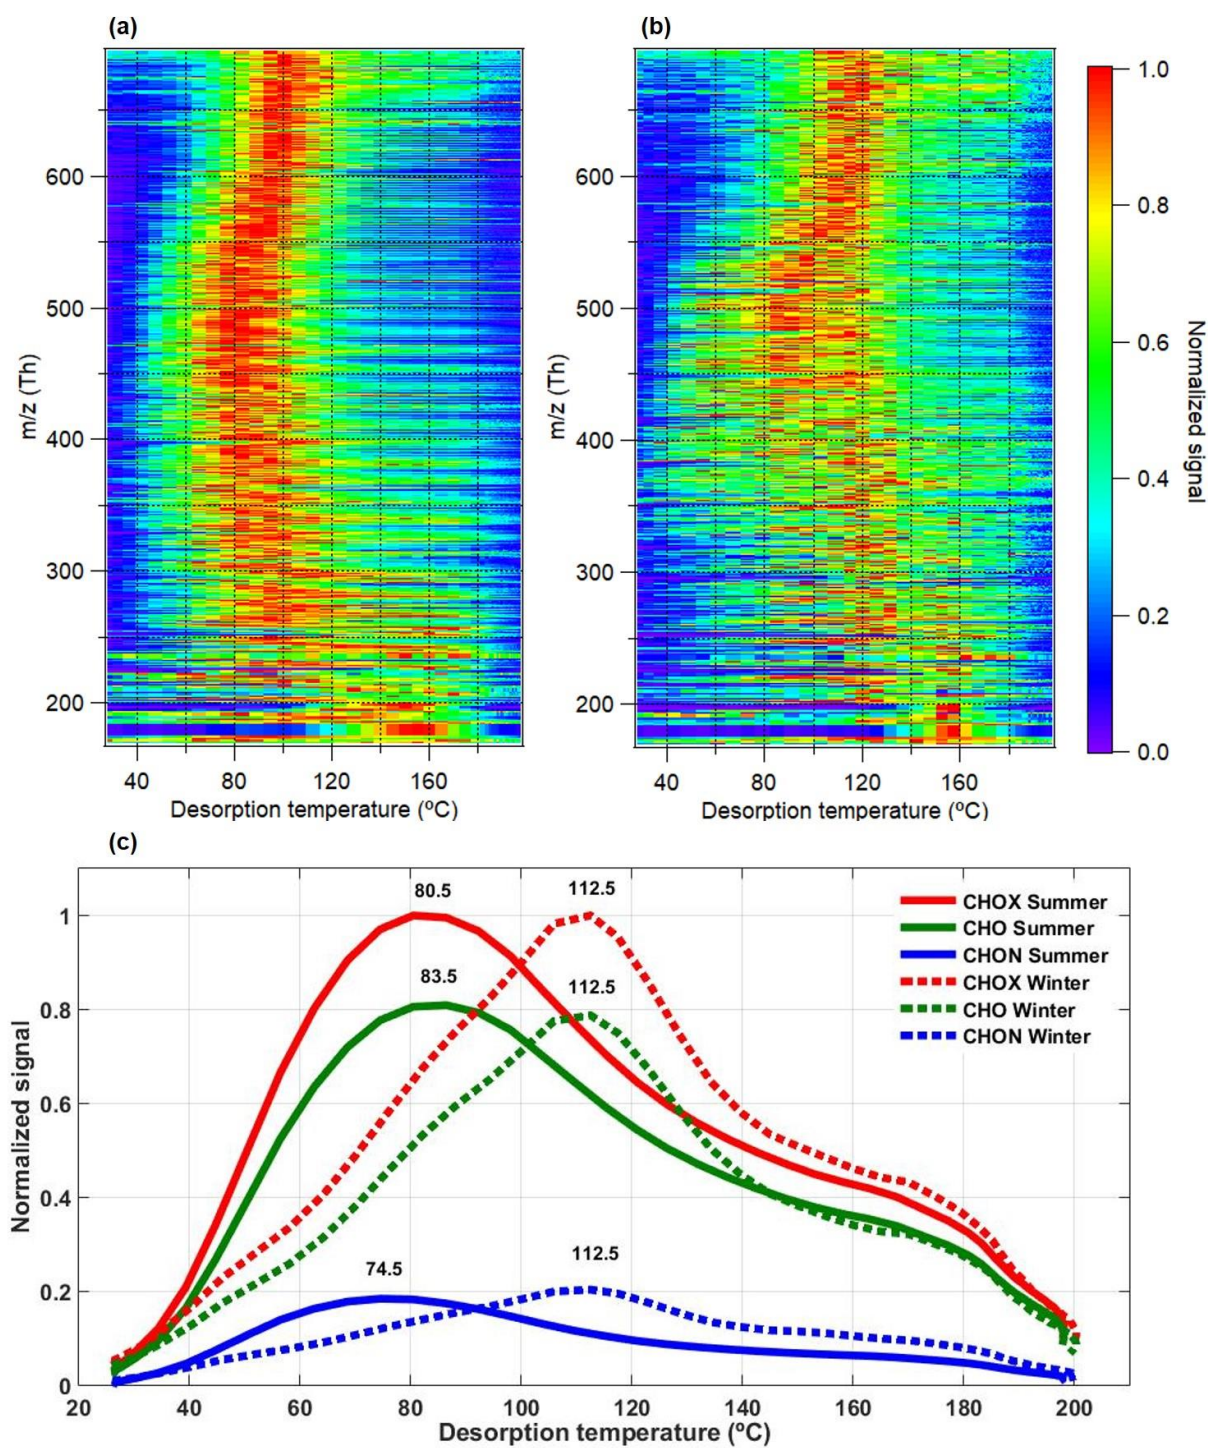 (a)
(b)
600
500
400
300
200
m/z (Th)
40 80 120 160
Desorption temperature (ºC)
600
500
400
300
200
m/z (Th)
40 80 120 160
Desorption temperature (ºC)
1.0
0.8
0.6
0.4
0.2
0.0
Normalized signal
(c)
80.5
112.5
83.5
112.5
74.5
112.5
CHOX Summer
CHO Summer
CHON Summer
CHOX Winter
CHO Winter
CHON Winter
1
0.8
0.6
0.4
0.2
0
Normalized signal
20 40 60 80 100 120 140 160 180 200
Desorption temperature (ºC)